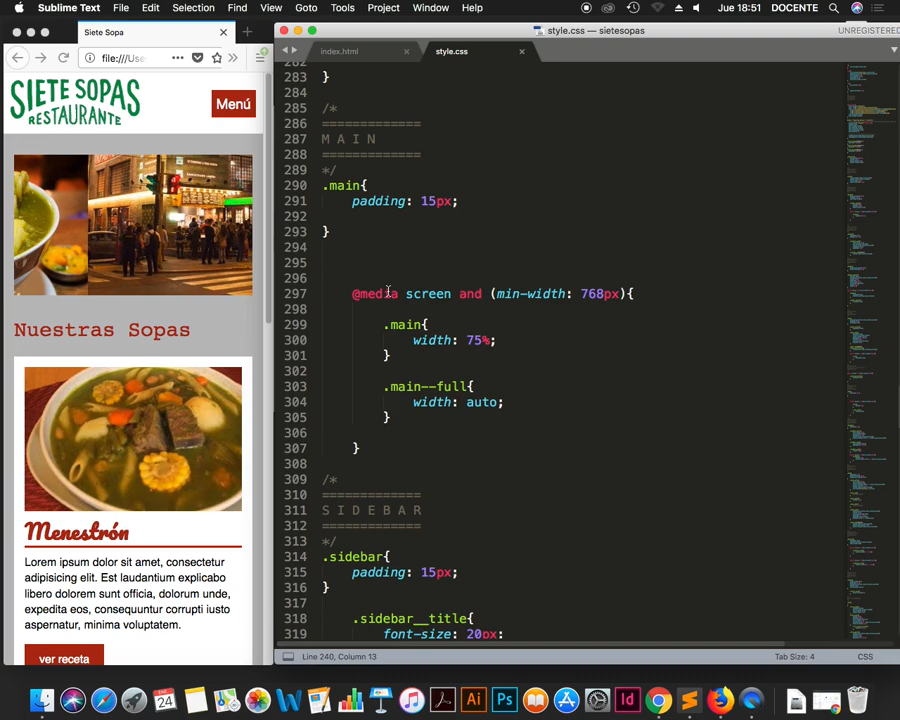 Sublime Text File Edit Selection Find View Goto Tools Project Window Help Jue 18:51 DOCENTE
Siete Sopa
file:///Use
SIETE SOPAS
RESTAURANTE
Menú
Nuestras Sopas
Menestrón
Lorem ipsum dolor sit amet, consectetur
adipisicing elit. Est laudantium explicabo
libero dolorem sunt officia, dolorum unde,
expedita eos, consequuntur corrupti iusto
aspernatur, minima voluptatem.
ver receta
style.css — sietesopas
UNREGISTERED
index.html
style.css
282
283 }
284
285 /*
286 =============
287 M A I N
288 =============
289 */
290 .main{
291 padding: 15px;
292
293 }
294
295
296
297 @media screen and (min-width: 768px){
298
299 .main{
300 width: 75%;
301 }
302
303 .main--full{
304 width: auto;
305 }
306
307 }
308
309 /*
310 =============
311 S I D E B A R
312 =============
313 */
314 .sidebar{
315 padding: 15px;
316 }
317
318 .sidebar__title{
319 font-size: 20px;
Line 240, Column 13
Tab Size: 4
CSS